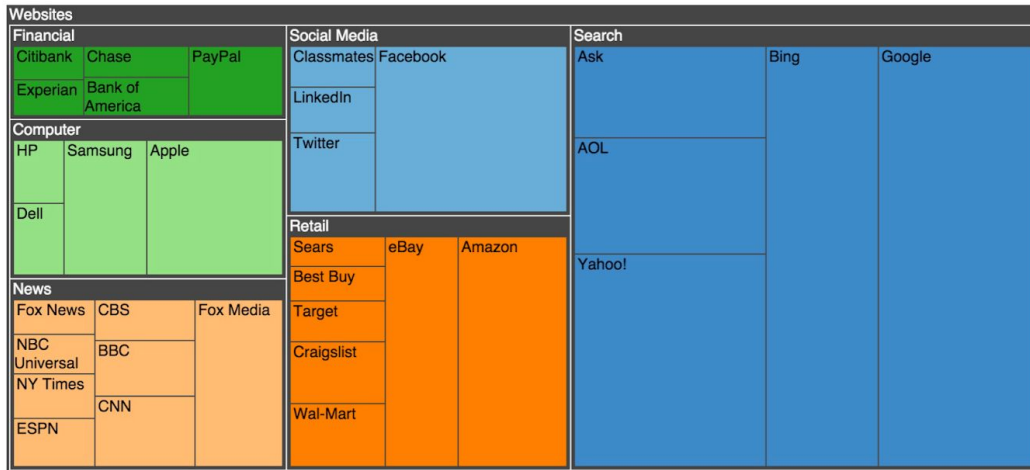 Websites
Financial
Citibank
Chase
PayPal
Experian
Bank of
America
Computer
HP
Samsung
Apple
Dell
News
Fox News
CBS
Fox Media
NBC
Universal
BBC
NY Times
CNN
ESPN
Social Media
Classmates
Facebook
LinkedIn
Twitter
Retail
Sears
eBay
Amazon
Best Buy
Target
Craigslist
Wal-Mart
Search
Ask
Bing
Google
AOL
Yahoo!